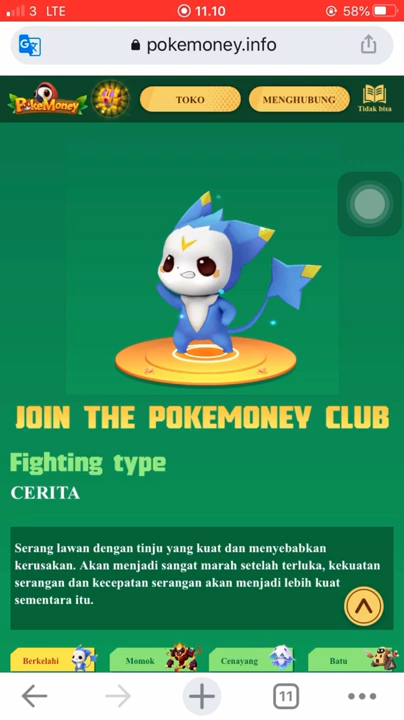 3 LTE 11.10 58%
pokemoney.info
PokeMoney TOKO MENGHUBUNG Tidak bisa
JOIN THE POKEMONEY CLUB
Fighting type
CERITA
Serang lawan dengan tinju yang kuat dan menyebabkan
kerusakan. Akan menjadi sangat marah setelah terluka, kekuatan
serangan dan kecepatan serangan akan menjadi lebih kuat
sementara itu.
Berkelahi Momok Cenayang Batu
11